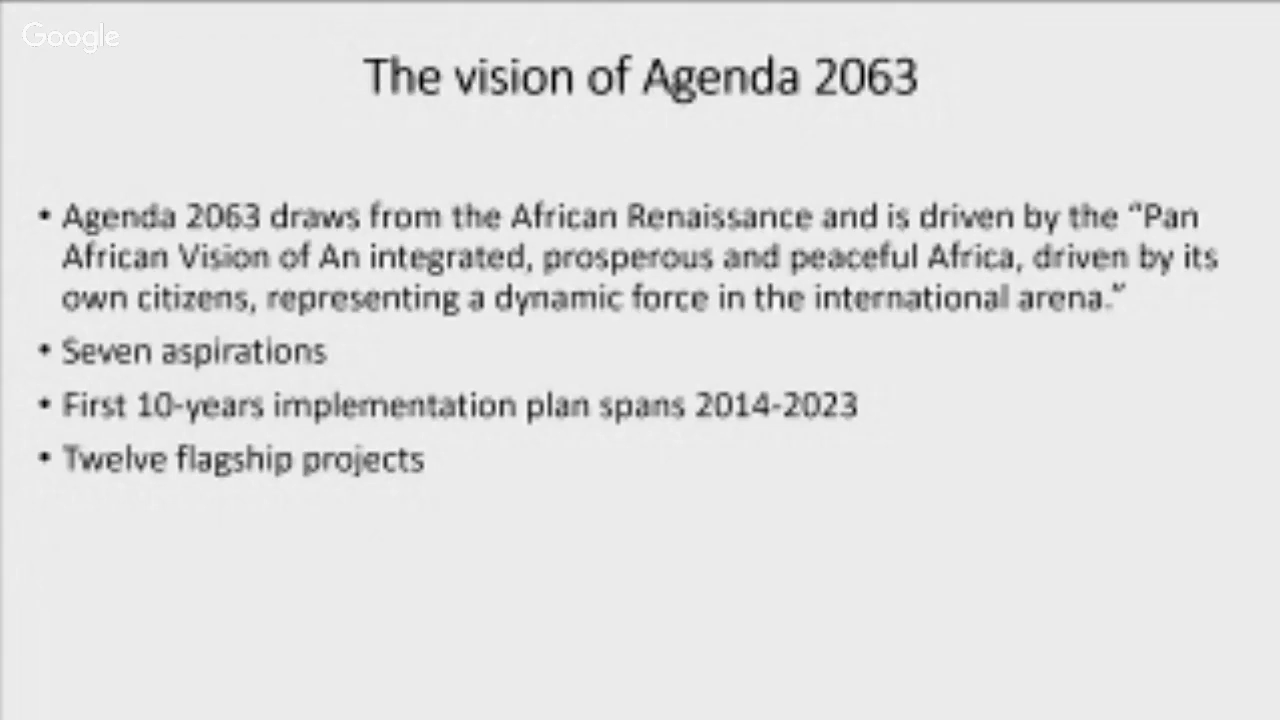 Google
The vision of Agenda 2063
• Agenda 2063 draws from the African Renaissance and is driven by the “Pan
African Vision of An integrated, prosperous and peaceful Africa, driven by its
own citizens, representing a dynamic force in the international arena.”
• Seven aspirations
• First 10-years implementation plan spans 2014-2023
• Twelve flagship projects